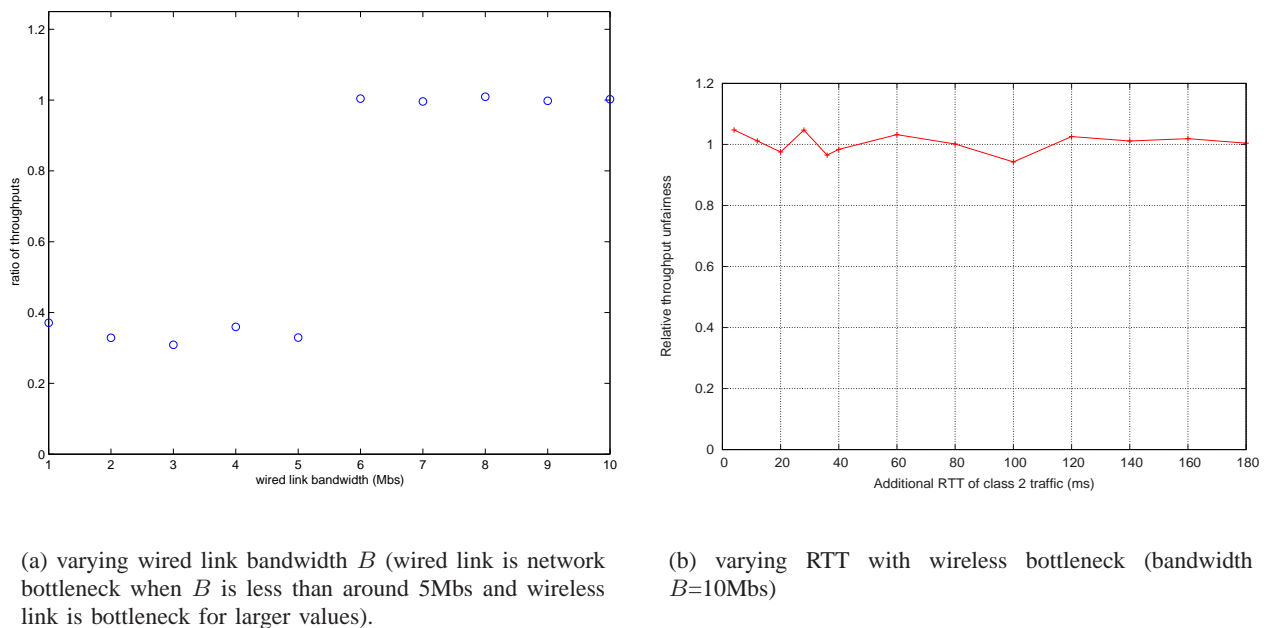 1.2
1
0.8
0.6
0.4
0.2
0
ratio of throughputs
1 2 3 4 5 6 7 8 9 10
wired link bandwidth (Mbs)
1.2
1
0.8
0.6
0.4
0.2
0
Relative throughput unfairness
0 20 40 60 80 100 120 140 160 180
Additional RTT of class 2 traffic (ms)
(a) varying wired link bandwidth B (wired link is network
bottleneck when B is less than around 5Mbs and wireless
link is bottleneck for larger values).
(b) varying RTT with wireless bottleneck (bandwidth
B=10Mbs)